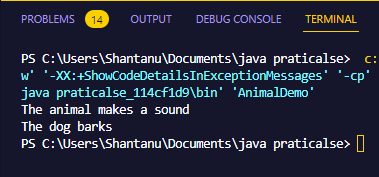 PROBLEMS 14 OUTPUT DEBUG CONSOLE TERMINAL
PS C:\Users\Shantanu\Documents\java praticalse> c:
w' '-XX:+ShowCodeDetailsInExceptionMessages' '-cp'
java praticalse_114cf1d9\bin' 'AnimalDemo'
The animal makes a sound
The dog barks
PS C:\Users\Shantanu\Documents\java praticalse>